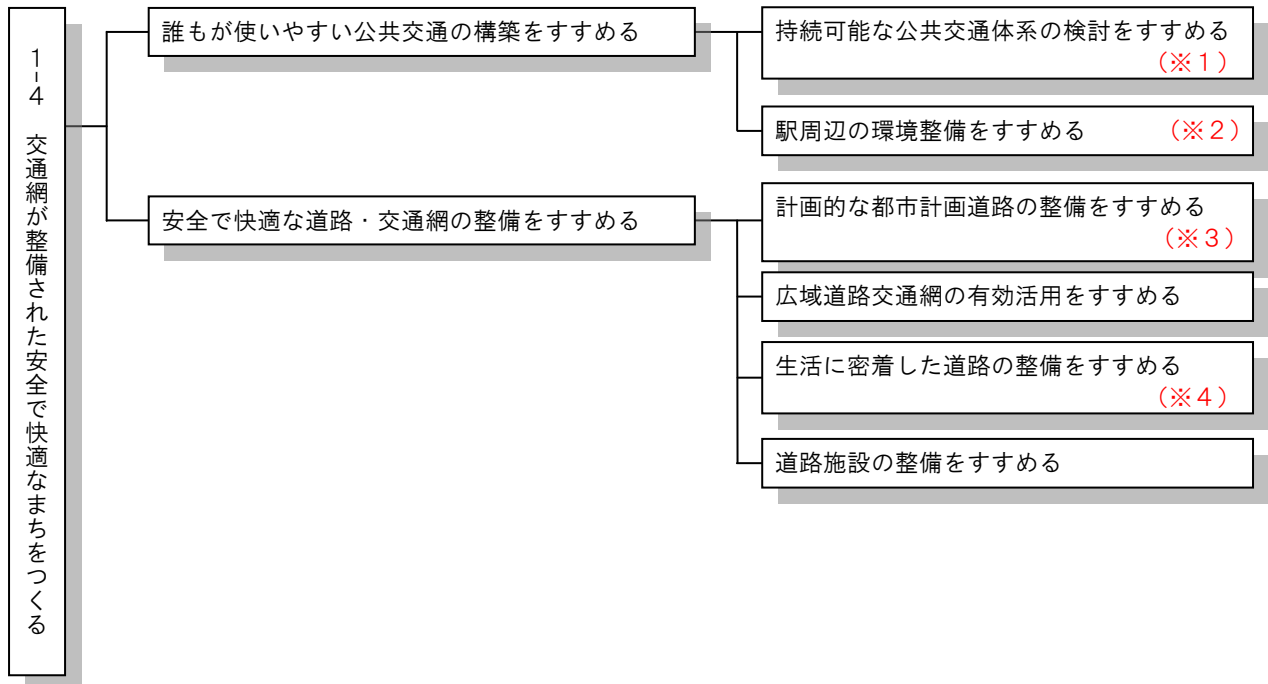 1-4 交通網が整備された安全で快適なまちをつくる
誰もが使いやすい公共交通の構築をすすめる
持続可能な公共交通体系の検討をすすめる
(※1)
駅周辺の環境整備をすすめる (※2)
安全で快適な道路・交通網の整備をすすめる
計画的な都市計画道路の整備をすすめる
(※3)
広域道路交通網の有効活用をすすめる
生活に密着した道路の整備をすすめる
(※4)
道路施設の整備をすすめる